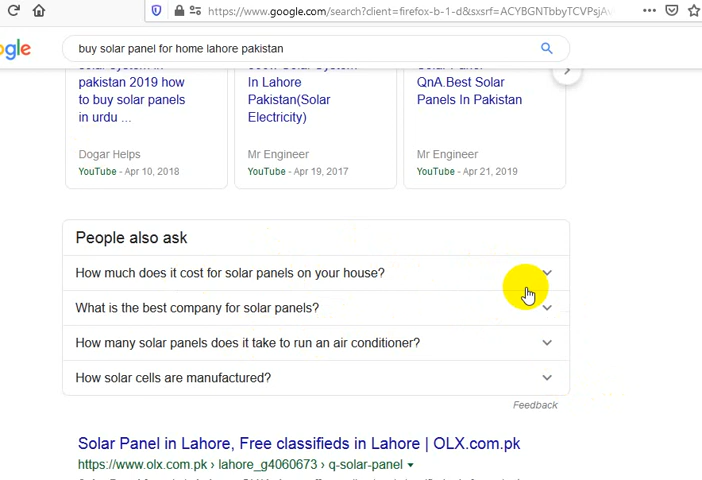 https://www.google.com/search?client=firefox-b-1-d&sxsrf=ACYBGNTbbyTCVPsjA
ogle
buy solar panel for home lahore pakistan
solar system in
pakistan 2019 how
to buy solar panels
in urdu ...
Dogar Helps
YouTube - Apr 10, 2018
In Lahore
Pakistan(Solar
Electricity)
Mr Engineer
YouTube - Apr 19, 2017
QnA.Best Solar
Panels In Pakistan
Mr Engineer
YouTube - Apr 21, 2019
People also ask
How much does it cost for solar panels on your house?
What is the best company for solar panels?
How many solar panels does it take to run an air conditioner?
How solar cells are manufactured?
Feedback
Solar Panel in Lahore, Free classifieds in Lahore | OLX.com.pk
https://www.olx.com.pk › lahore_g4060673 › q-solar-panel